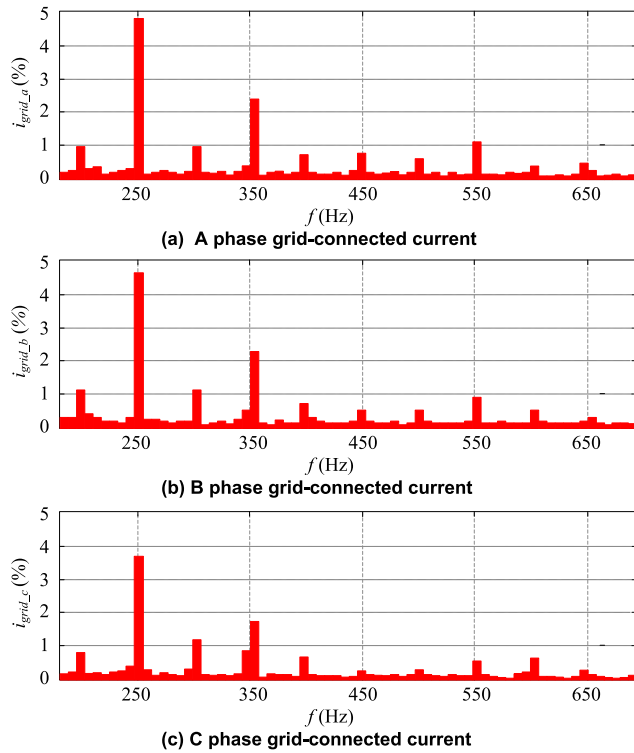 5
4
3
2
1
0
i_grid_a (%)
250 350 450 550 650
f (Hz)
(a) A phase grid-connected current
5
4
3
2
1
0
i_grid_b (%)
250 350 450 550 650
f (Hz)
(b) B phase grid-connected current
5
4
3
2
1
0
i_grid_c (%)
250 350 450 550 650
f (Hz)
(c) C phase grid-connected current